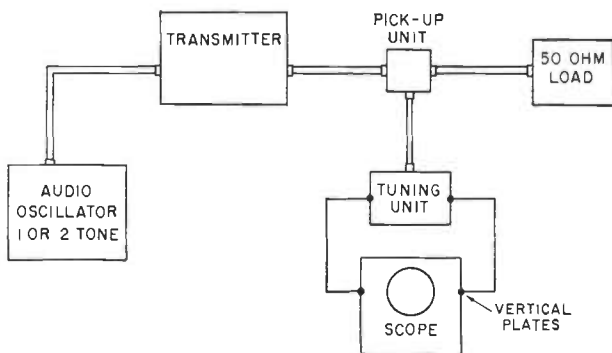 TRANSMITTER
PICK-UP
UNIT
50 OHM
LOAD
AUDIO
OSCILLATOR
1 OR 2 TONE
TUNING
UNIT
SCOPE
VERTICAL
PLATES